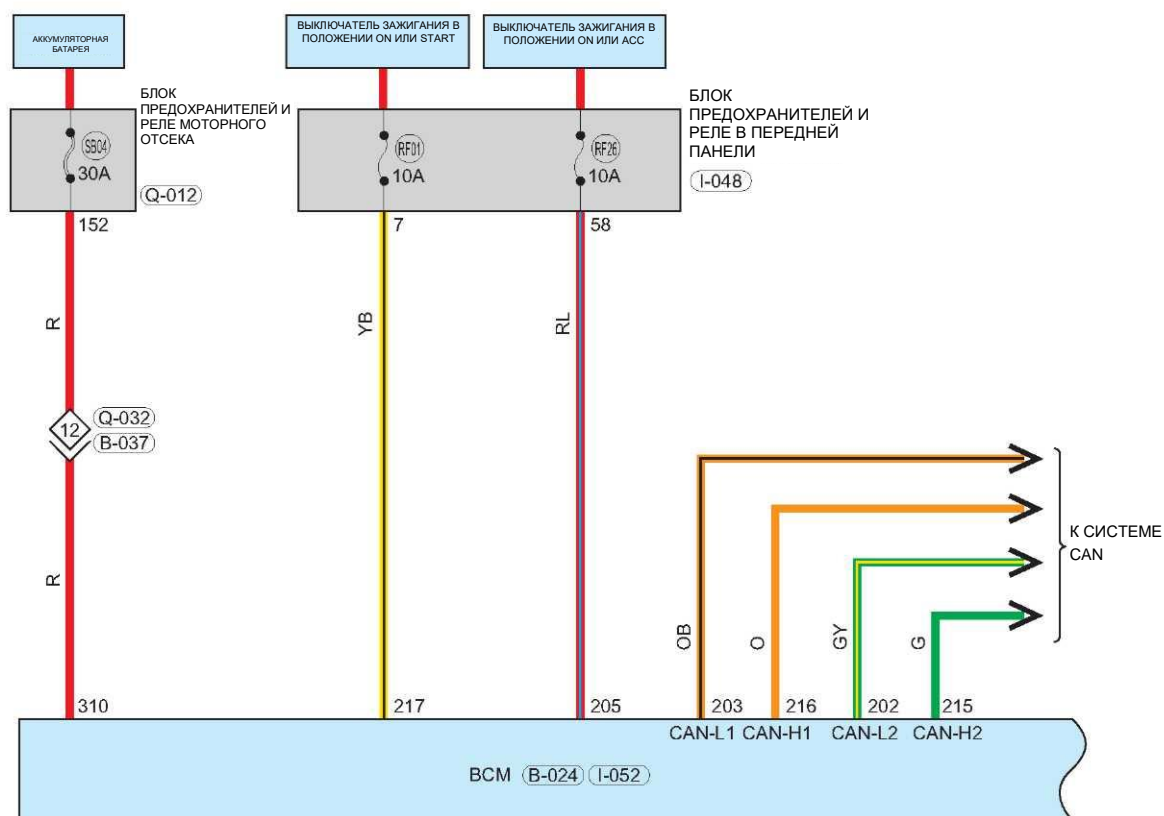 АККУМУЛЯТОРНАЯ
БАТАРЕЯ
ВЫКЛЮЧАТЕЛЬ ЗАЖИГАНИЯ В
ПОЛОЖЕНИИ ON ИЛИ START
ВЫКЛЮЧАТЕЛЬ ЗАЖИГАНИЯ В
ПОЛОЖЕНИИ ON ИЛИ ACC
БЛОК
ПРЕДОХРАНИТЕЛЕЙ И
РЕЛЕ МОТОРНОГО
ОТСЕКА
БЛОК
ПРЕДОХРАНИТЕЛЕЙ И
РЕЛЕ В ПЕРЕДНЕЙ
ПАНЕЛИ
SB04
30A
Q-012
RF01
10A
RF26
10A
I-048
152
7
58
R
YB
RL
12
Q-032
B-037
R
OB
O
GY
G
К СИСТЕМЕ
CAN
310
217
205
203
216
202
215
CAN-L1
CAN-H1
CAN-L2
CAN-H2
BCM
B-024
I-052